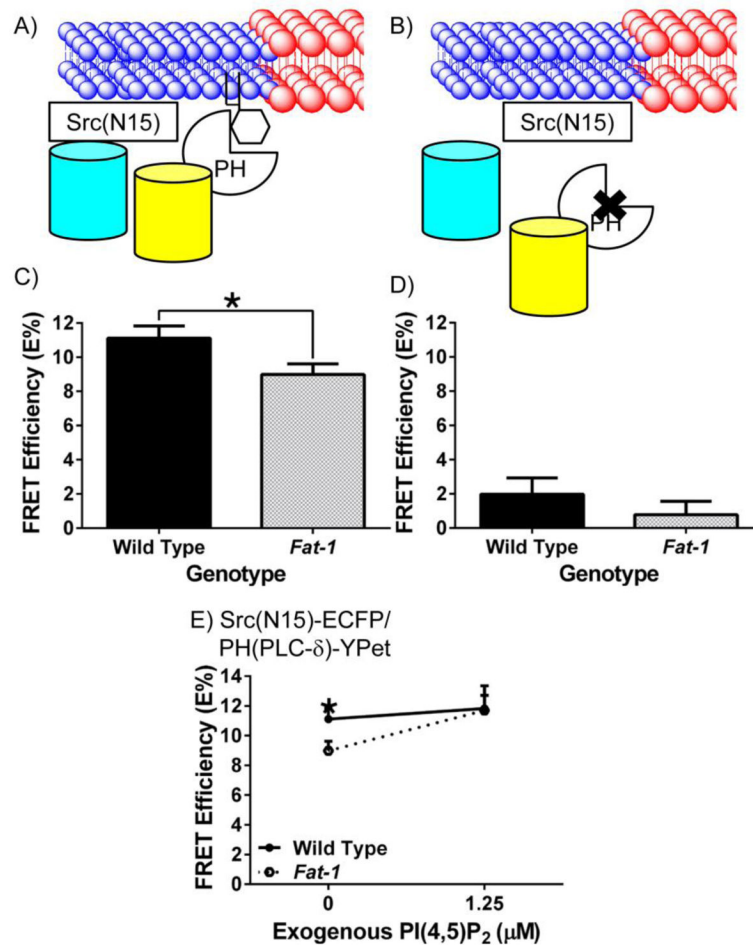 A)
B)
Src(N15)
PH
Src(N15)
PH
C)
*
FRET Efficiency (E%)
12
10
8
6
4
2
0
Wild Type
Fat-1
Genotype
D)
FRET Efficiency (E%)
12
10
8
6
4
2
0
Wild Type
Fat-1
Genotype
E) Src(N15)-ECFP/
PH(PLC-δ)-YPet
FRET Efficiency (E%)
14
12
10
8
6
4
2
0
*
Wild Type
Fat-1
0
1.25
Exogenous PI(4,5)P₂ (μM)